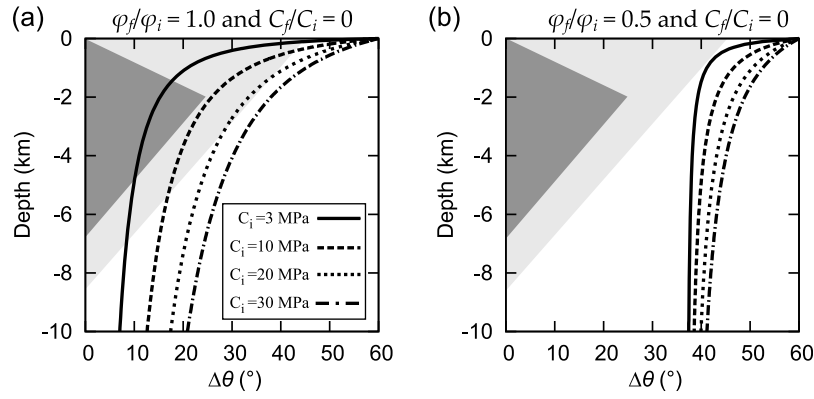 (a) φf/φi = 1.0 and Cf/Ci = 0
0
-2
-4
-6
-8
-10
Depth (km)
Ci=3 MPa
Ci=10 MPa
Ci=20 MPa
Ci=30 MPa
0 10 20 30 40 50 60
Δθ (°)
(b) φf/φi = 0.5 and Cf/Ci = 0
0
-2
-4
-6
-8
-10
Depth (km)
0 10 20 30 40 50 60
Δθ (°)